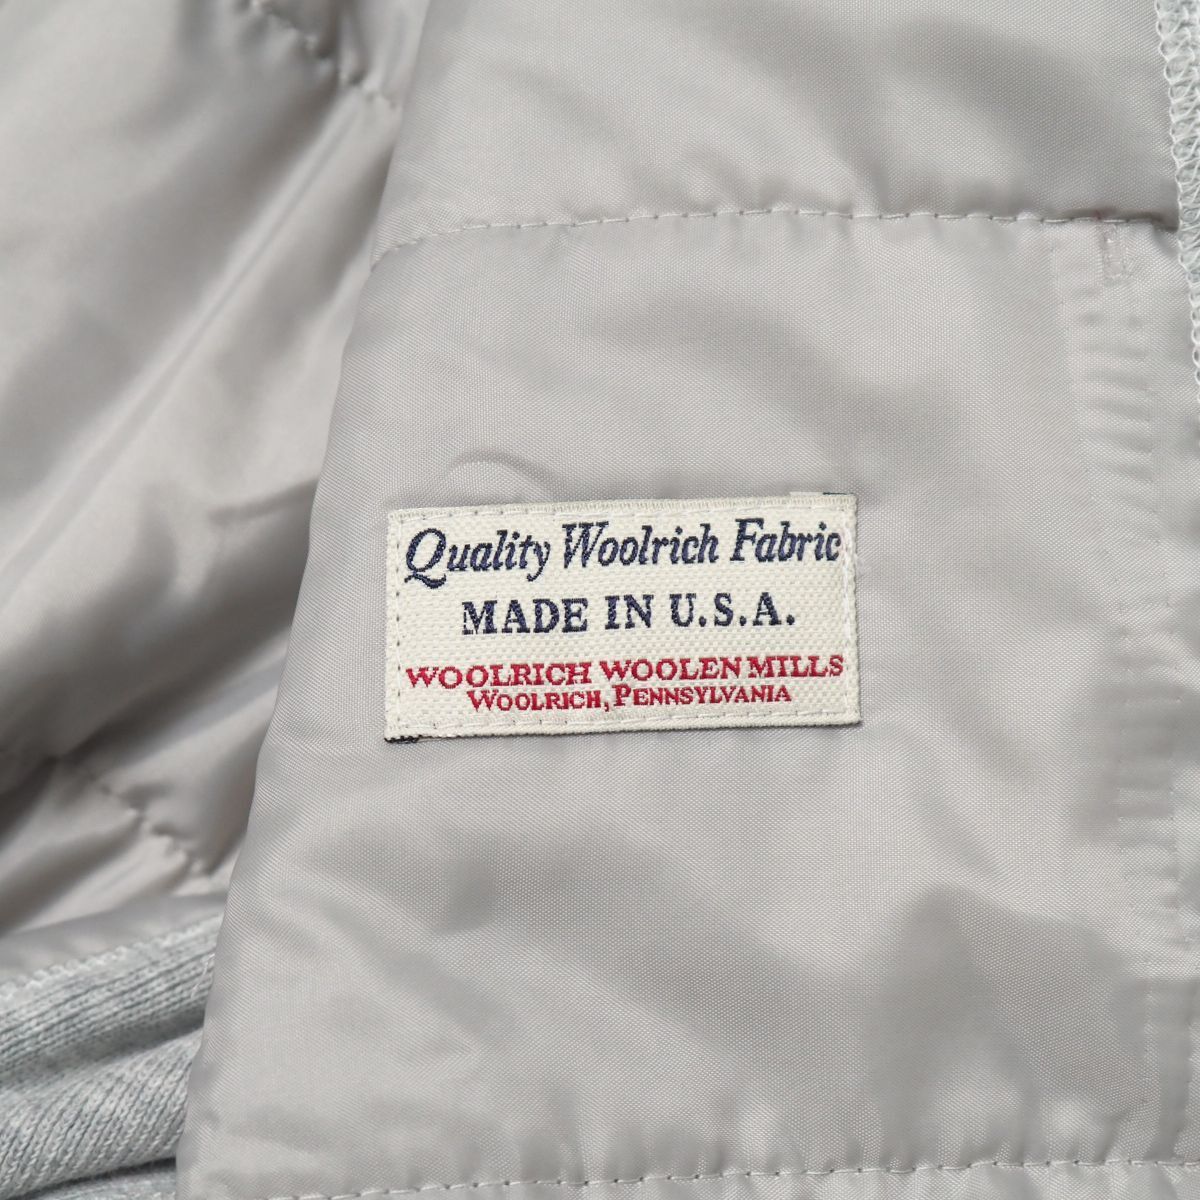 Quality Woolrich Fabric
MADE IN U.S.A.
WOOLRICH WOOLEN MILLS
WOOLRICH, PENNSYLVANIA